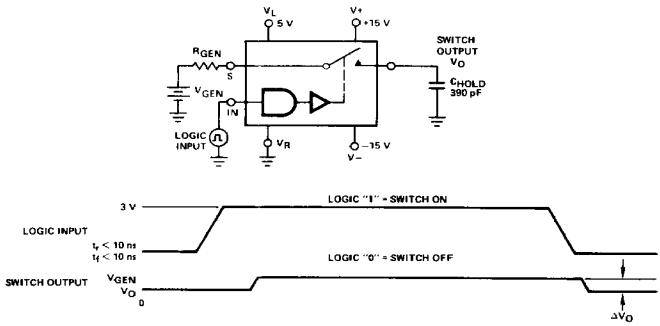 VL
5 V
V+
+15 V
RGEN
S
VGEN
IN
LOGIC
INPUT
VR
−15 V
V−
SWITCH
OUTPUT
VO
CHOLD
390 pF
3 V
LOGIC "1" = SWITCH ON
LOGIC INPUT
tr < 10 ns
tf < 10 ns
LOGIC "0" = SWITCH OFF
SWITCH OUTPUT
VGEN
VO
0
ΔVO